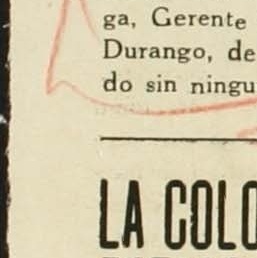 ga, Gerente
Durango, de
do sin ningu
LA COLO